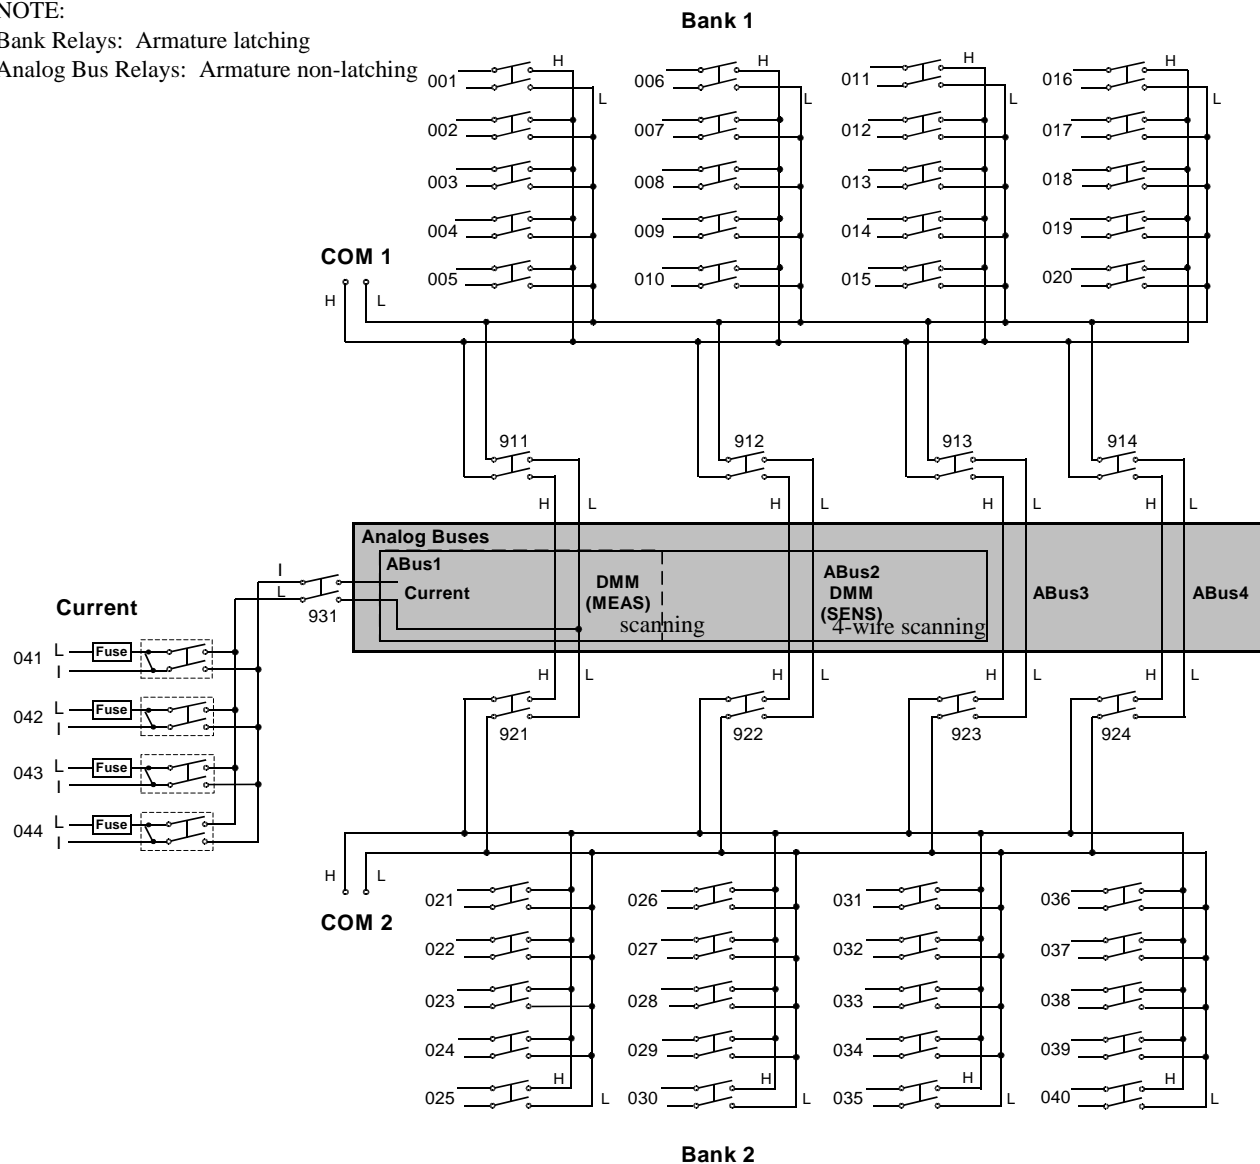 NOTE:
Bank Relays: Armature latching
Analog Bus Relays: Armature non-latching
Bank 1
H H H H
001 006 011 016
L L L L
002 007 012 017
003 008 013 018
004 009 014 019
005 010 015 020
COM 1
H L
911 912 913 914
H L H L H L H L
Analog Buses
ABus1
Current
DMM
(MEAS)
scanning
ABus2
DMM
(SENS)
4-wire scanning
ABus3
ABus4
I
L
931
Current
041 L Fuse
I
042 L Fuse
I
043 L Fuse
I
044 L Fuse
I
H L H L H L H L
921 922 923 924
H L
COM 2
021 026 031 036
022 027 032 037
023 028 033 038
024 029 034 039
H H H H
025 030 035 040
L L L L
Bank 2